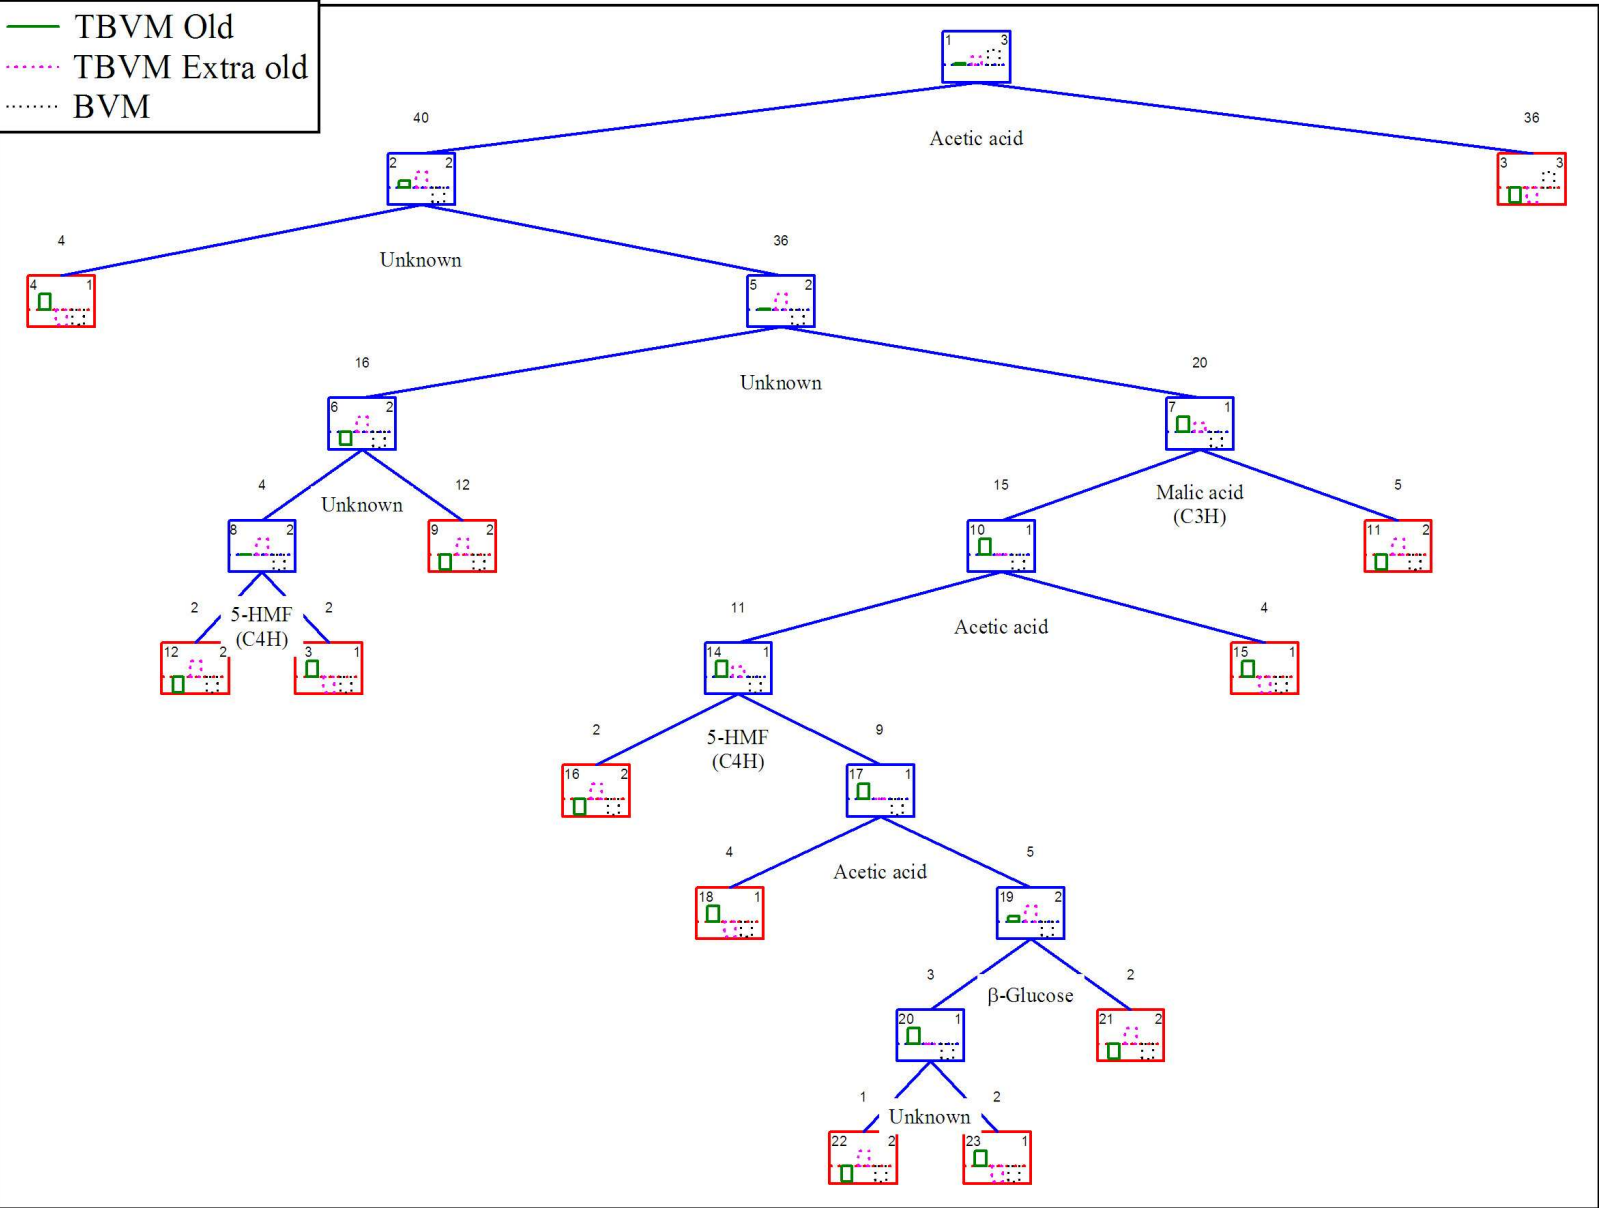 TBVM Old
TBVM Extra old
BVM
1 3
40
Acetic acid
36
2 2
3 3
4
Unknown
36
4 1
5 2
16
Unknown
20
6 2
7 1
4
Unknown
12
15
Malic acid
(C3H)
5
8 2
9 2
10 1
11 2
2
5-HMF
(C4H)
2
11
Acetic acid
4
12 2
3 1
14 1
15 1
2
5-HMF
(C4H)
9
16 2
17 1
4
Acetic acid
5
18 1
19 2
3
β-Glucose
2
20 1
21 2
1
Unknown
2
22 2
23 1